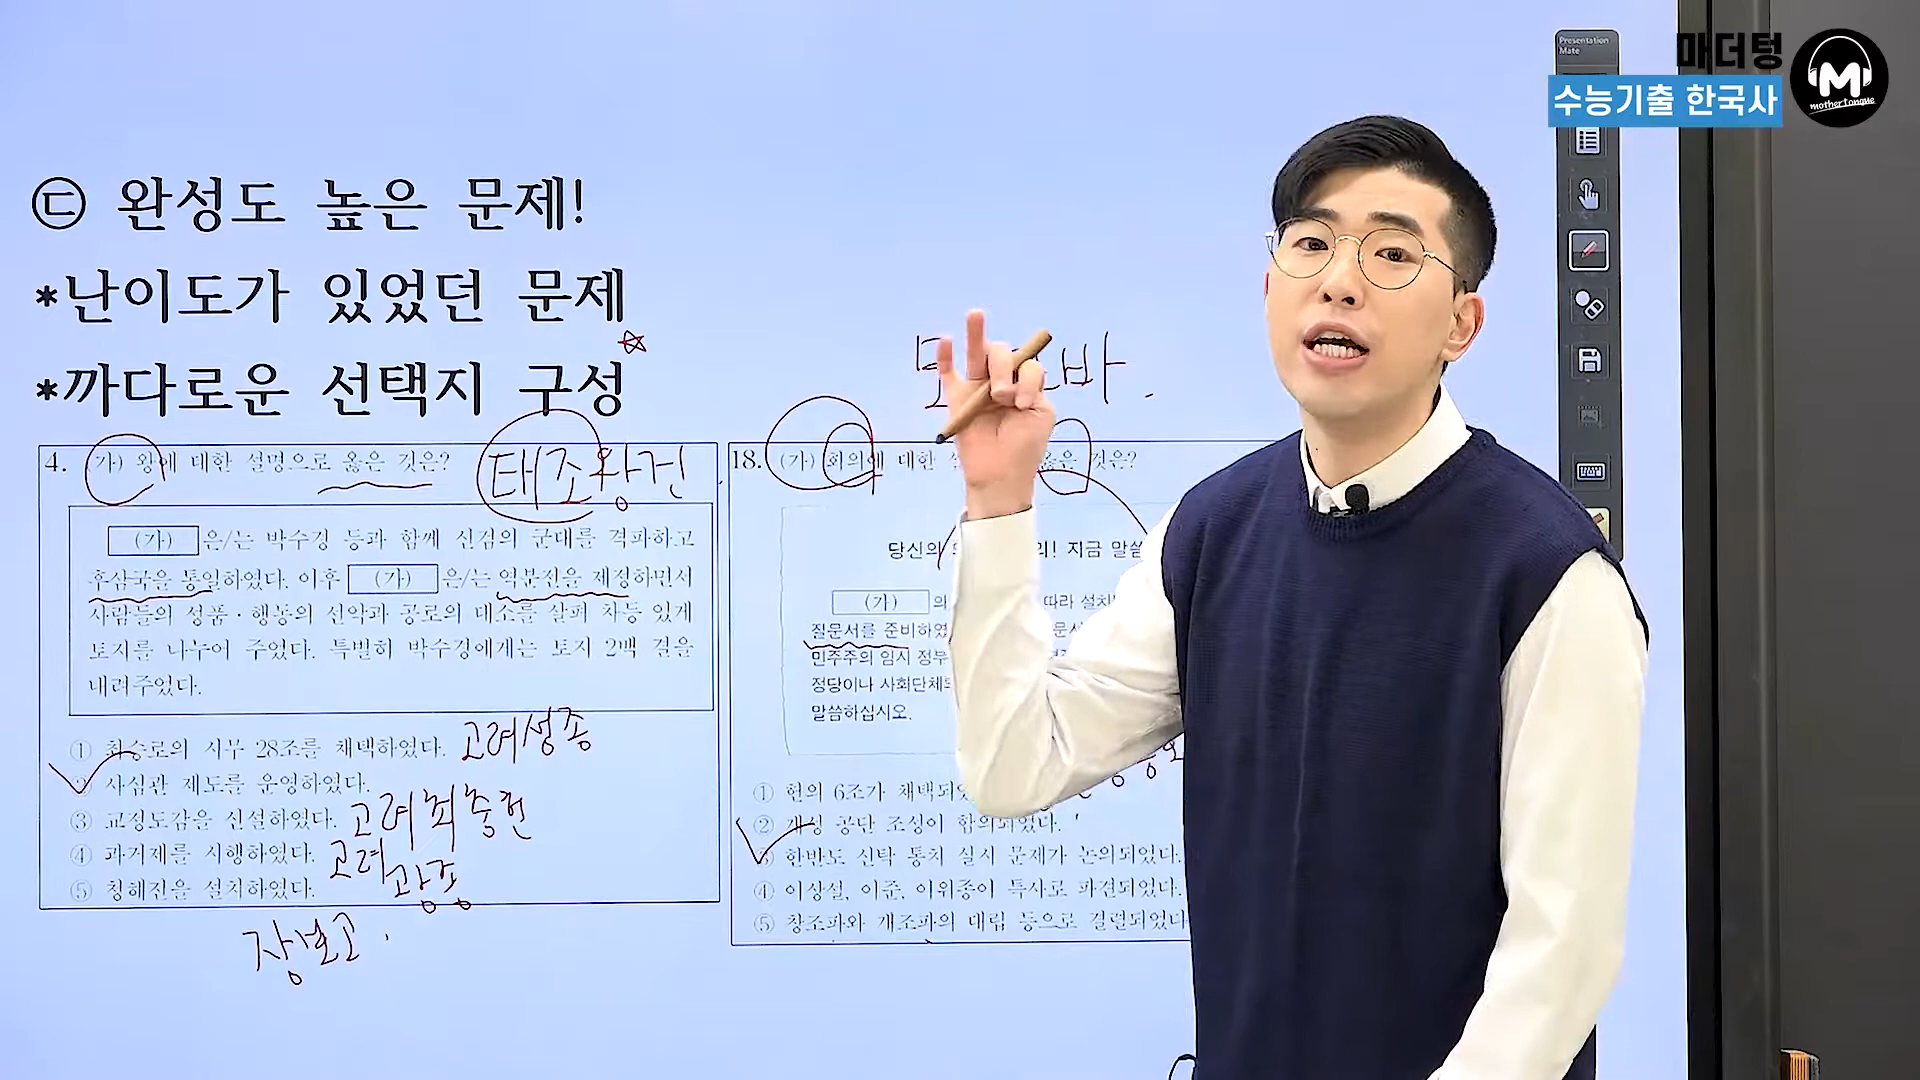 Presentation Mate
매더텅
수능기출 한국사
mothertongue
㉢ 완성도 높은 문제!
*난이도가 있었던 문제
*까다로운 선택지 구성
4. (가) 왕에 대한 설명으로 옳은 것은?
태조왕건
(가) 은/는 박수경 등과 함께 신검의 군대를 격파하고
후삼국을 통일하였다. 이후 (가) 은/는 역분전을 제정하면서
사람들의 성품·행동의 선악과 공로의 대소를 살펴 차등 있게
토지를 나누어 주었다. 특별히 박수경에게는 토지 2백 결을
내려주었다.
① 최승로의 시무 28조를 채택하였다. 고려성종
② 사심관 제도를 운영하였다.
③ 교정도감을 신설하였다. 고려 최충헌
④ 과거제를 시행하였다. 고려 광종
⑤ 청해진을 설치하였다.
장보고.
18. (가) 회의에 대한 옳은 것은?
당신의 지금
(가) 의 따라
질문서를 준비하였
민주주의 임시 정부
정당이나 사회단체
말씀하십시오.
① 헌의 6조가 채택되
② 개성 공단 조성이 합의되었다.
③ 한반도 신탁 통치 실시 문제가 논의되었다.
④ 이상설, 이준, 이위종이 특사로 파견되었다.
⑤ 창조파와 개조파의 대립 등으로 결렬되었다